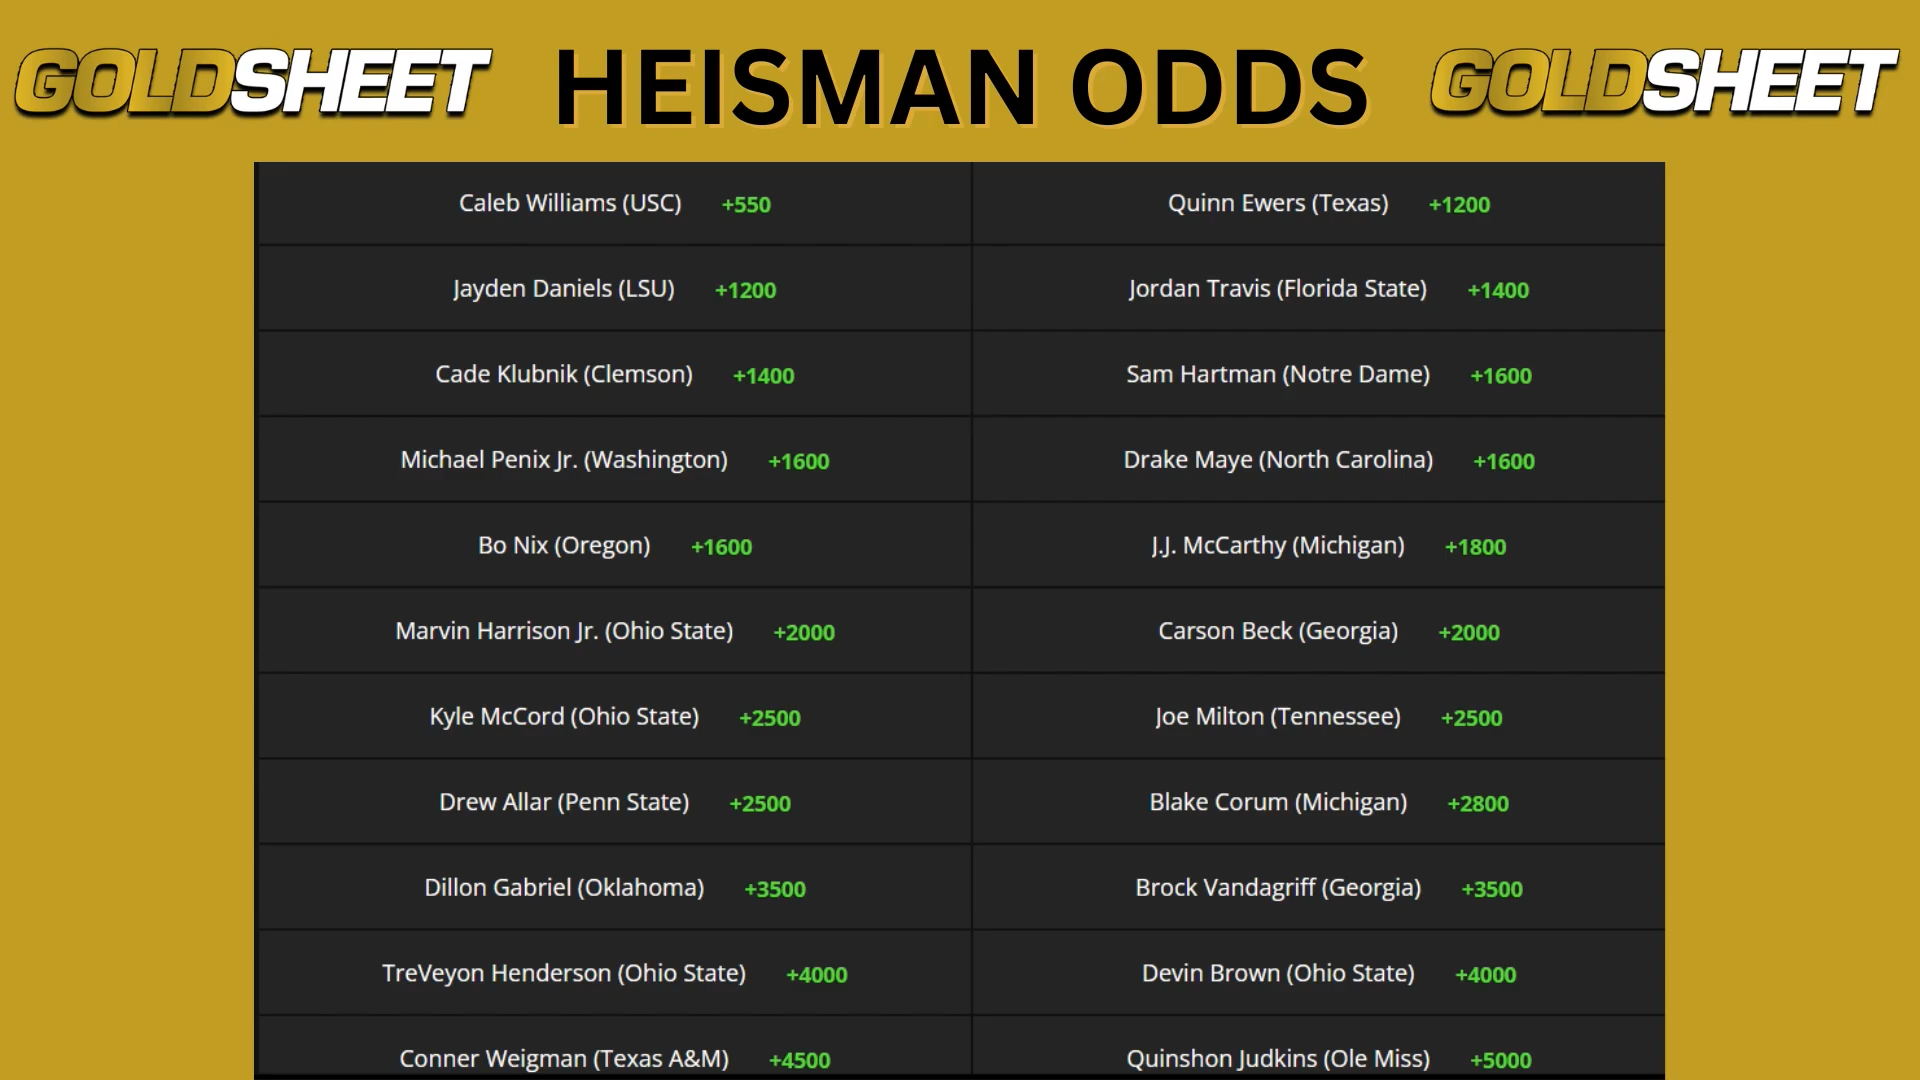 GOLDSHEET HEISMAN ODDS GOLDSHEET
Caleb Williams (USC) +550 Quinn Ewers (Texas) +1200
Jayden Daniels (LSU) +1200 Jordan Travis (Florida State) +1400
Cade Klubnik (Clemson) +1400 Sam Hartman (Notre Dame) +1600
Michael Penix Jr. (Washington) +1600 Drake Maye (North Carolina) +1600
Bo Nix (Oregon) +1600 J.J. McCarthy (Michigan) +1800
Marvin Harrison Jr. (Ohio State) +2000 Carson Beck (Georgia) +2000
Kyle McCord (Ohio State) +2500 Joe Milton (Tennessee) +2500
Drew Allar (Penn State) +2500 Blake Corum (Michigan) +2800
Dillon Gabriel (Oklahoma) +3500 Brock Vandagriff (Georgia) +3500
TreVeyon Henderson (Ohio State) +4000 Devin Brown (Ohio State) +4000
Conner Weigman (Texas A&M) +4500 Quinshon Judkins (Ole Miss) +5000